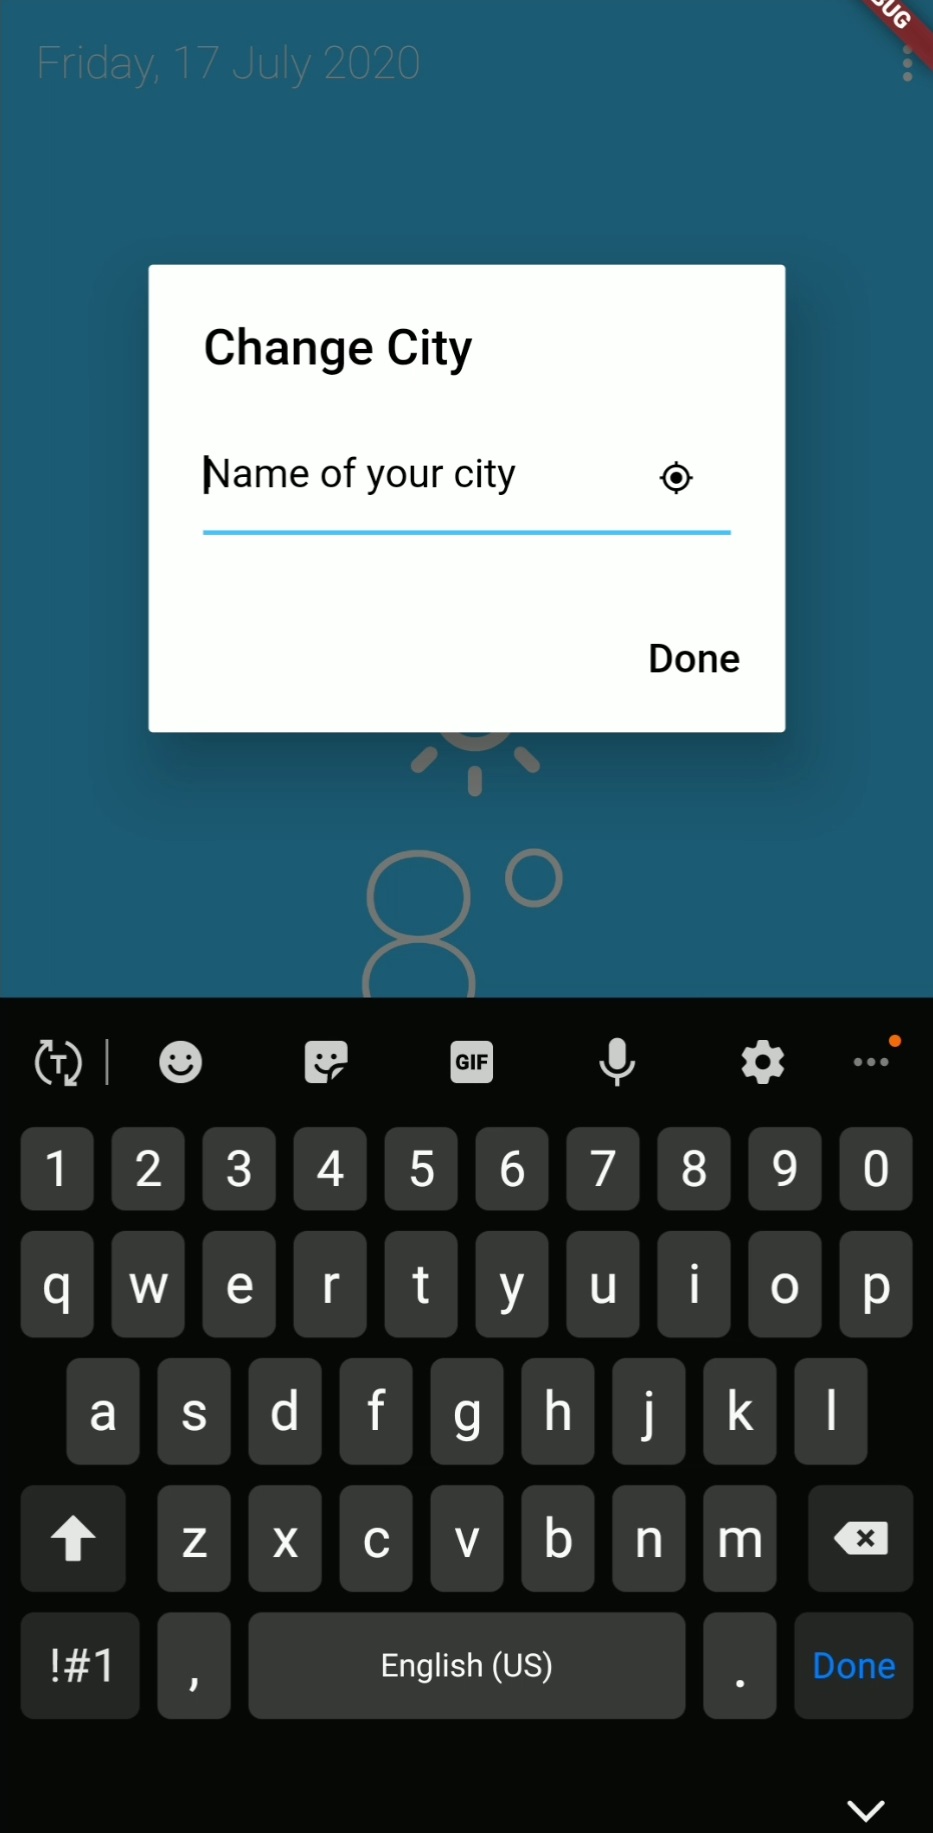 Friday, 17 July 2020
Change City
Name of your city
Done
8°
T
GIF
1 2 3 4 5 6 7 8 9 0
q w e r t y u i o p
a s d f g h j k l
z x c v b n m
!#1 , English (US) . Done